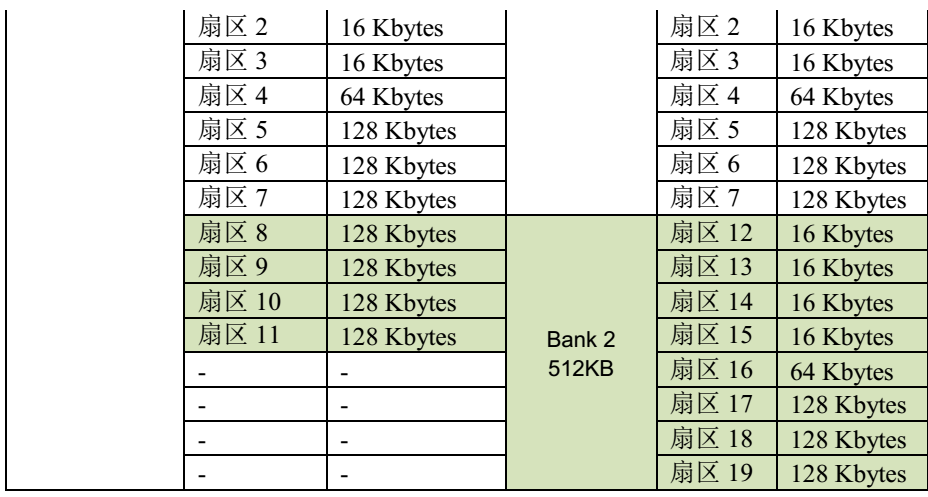 扇区 2 16 Kbytes 扇区 2 16 Kbytes
扇区 3 16 Kbytes 扇区 3 16 Kbytes
扇区 4 64 Kbytes 扇区 4 64 Kbytes
扇区 5 128 Kbytes 扇区 5 128 Kbytes
扇区 6 128 Kbytes 扇区 6 128 Kbytes
扇区 7 128 Kbytes 扇区 7 128 Kbytes
扇区 8 128 Kbytes Bank 2 扇区 12 16 Kbytes
512KB
扇区 9 128 Kbytes 扇区 13 16 Kbytes
扇区 10 128 Kbytes 扇区 14 16 Kbytes
扇区 11 128 Kbytes 扇区 15 16 Kbytes
- - 扇区 16 64 Kbytes
- - 扇区 17 128 Kbytes
- - 扇区 18 128 Kbytes
- - 扇区 19 128 Kbytes